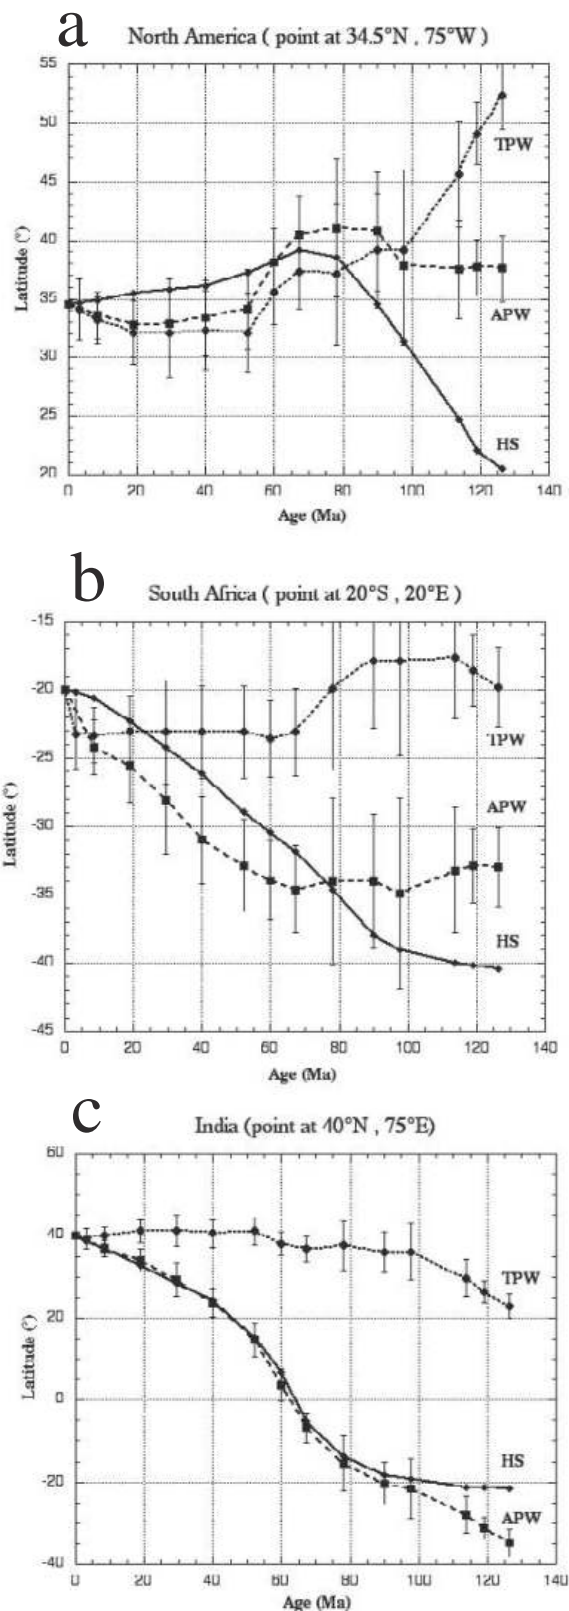 a
North America ( point at 34.5°N , 75°W )
55
50
45
40
35
30
25
20
Latitude (°)
TPW
APW
HS
0 20 40 60 80 100 120 140
Age (Ma)
b
South Africa ( point at 20°S , 20°E )
-15
-20
-25
-30
-35
-40
-45
Latitude (°)
TPW
APW
HS
0 20 40 60 80 100 120 140
Age (Ma)
c
India (point at 40°N , 75°E)
60
40
20
0
-20
-40
Latitude (°)
TPW
HS
APW
0 20 40 60 80 100 120 140
Age (Ma)